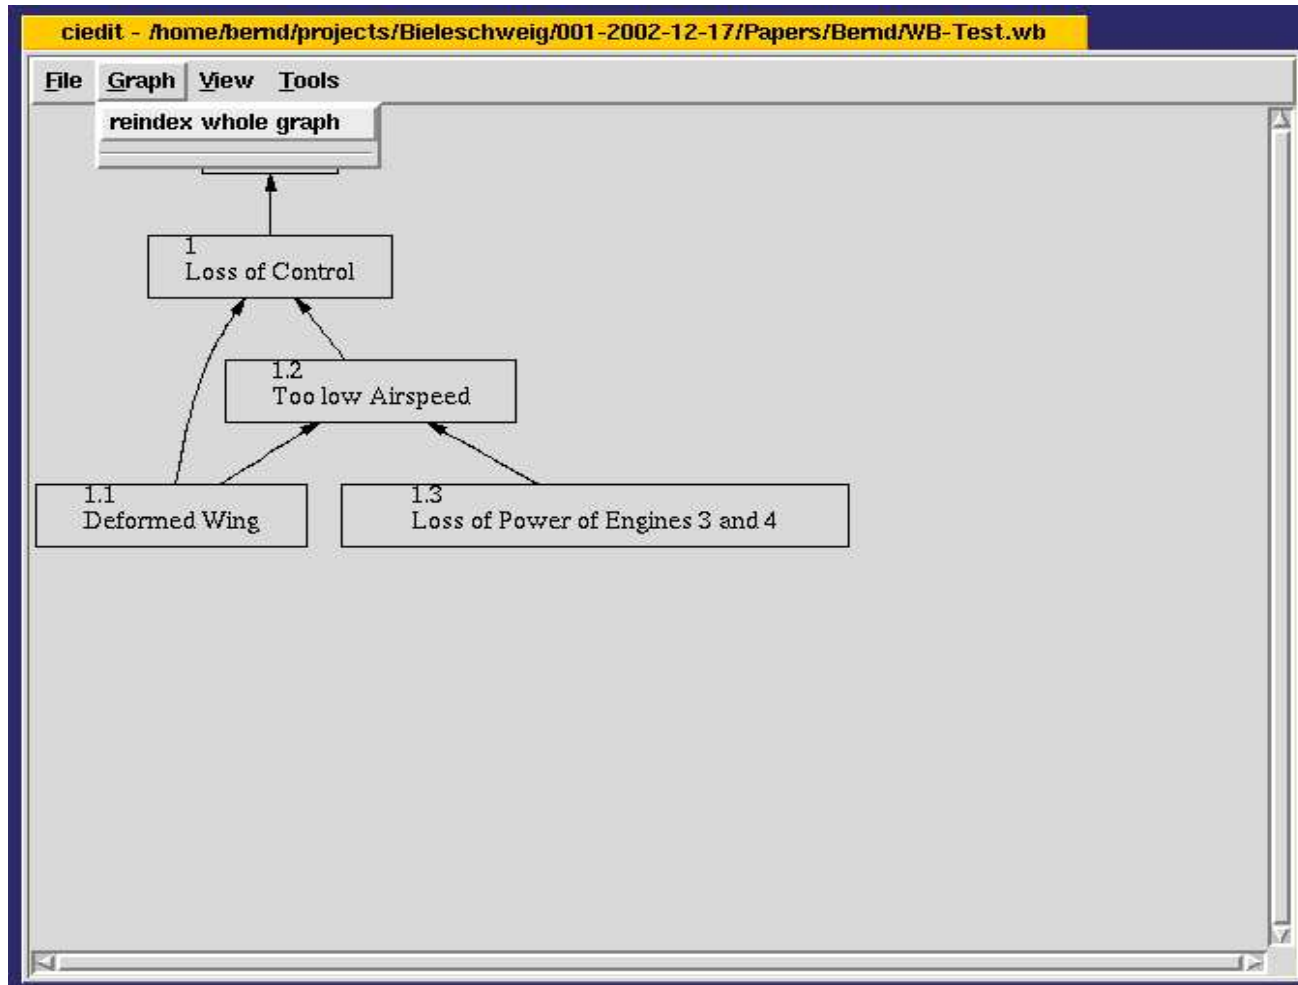 ciedit - /home/bernd/projects/Bieleschweig/001-2002-12-17/Papers/Bernd/WB-Test.wb
File Graph View Tools
reindex whole graph
1
Loss of Control
1.2
Too low Airspeed
1.1
Deformed Wing
1.3
Loss of Power of Engines 3 and 4